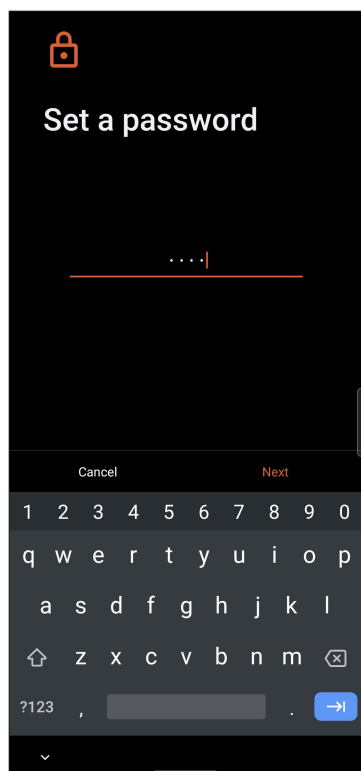 Set a password
••••
Cancel Next
1 2 3 4 5 6 7 8 9 0
q w e r t y u i o p
a s d f g h j k l
z x c v b n m
?123 , .